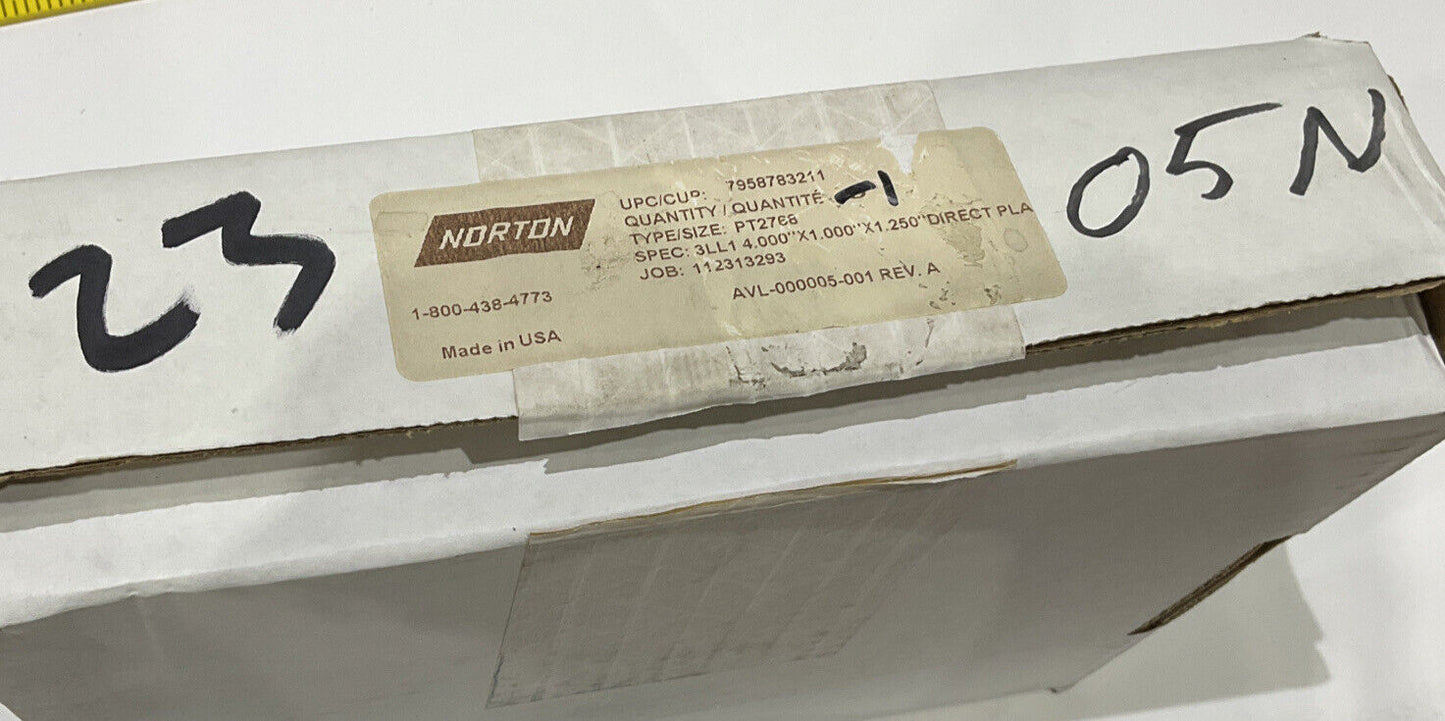 23
NORTON
1-800-438-4773
Made in USA
UPC/CUP: 7958783211
QUANTITY / QUANTITÉ: -1
TYPE/SIZE: PT2768
SPEC: 3LL1 4.000"X1.000"X1.250"DIRECT PLA
JOB: 112313293
AVL-000005-001 REV. A
05N